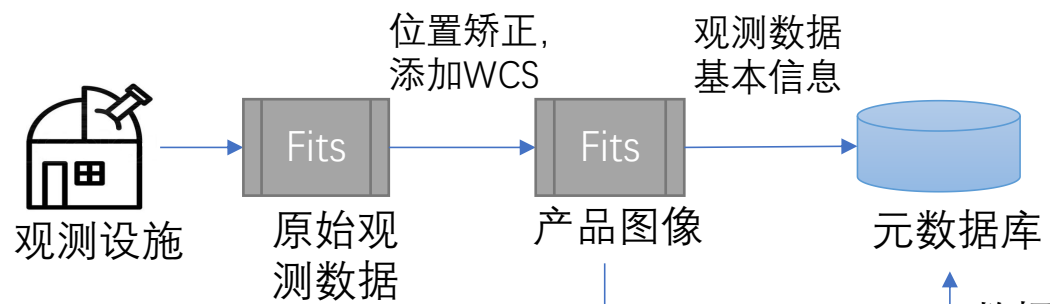 位置矫正,
添加WCS
观测数据
基本信息
Fits
Fits
观测设施
原始观
测数据
产品图像
元数据库